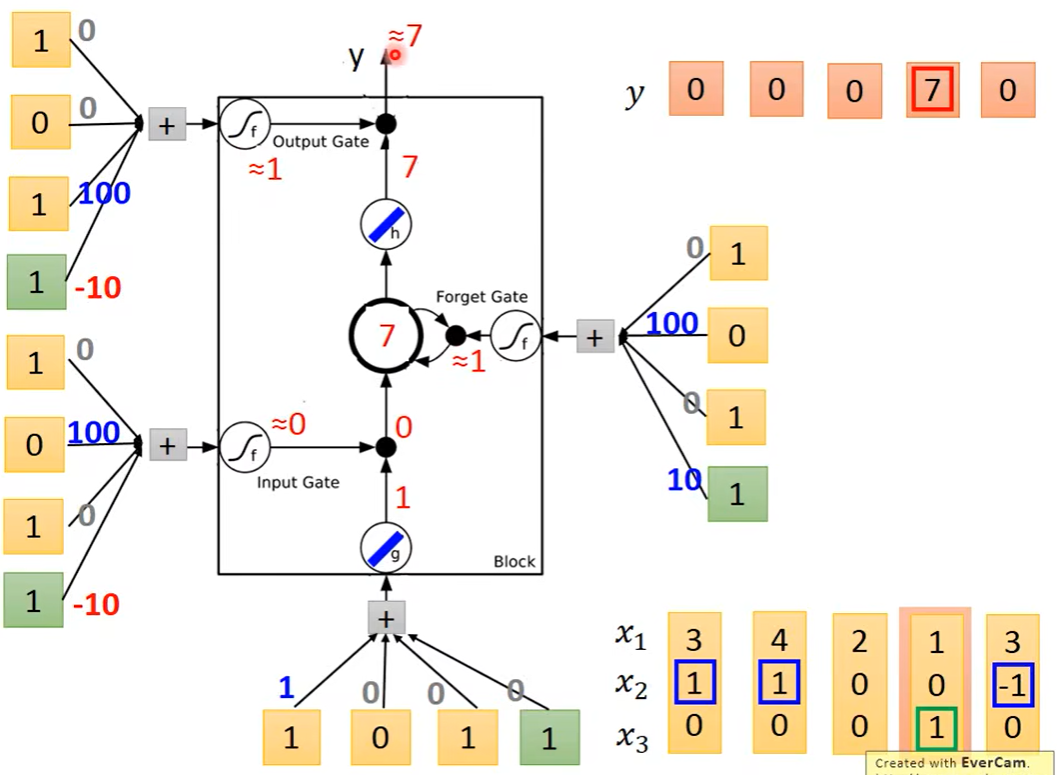 1 0
0 0
1 100
1 -10
+
f
Output Gate
≈1
y ≈7
7
h
y 0 0 0 7 0
Forget Gate
7
f
≈1
+
0 1
100 0
0 1
10 1
1 0
0 100
1 0
1 -10
+
f
≈0
Input Gate
0
1
g
Block
+
1 0 0 0
1 0 1 1
x₁ 3 4 2 1 3
x₂ 1 1 0 0 -1
x₃ 0 0 0 1 0
Created with EverCam.